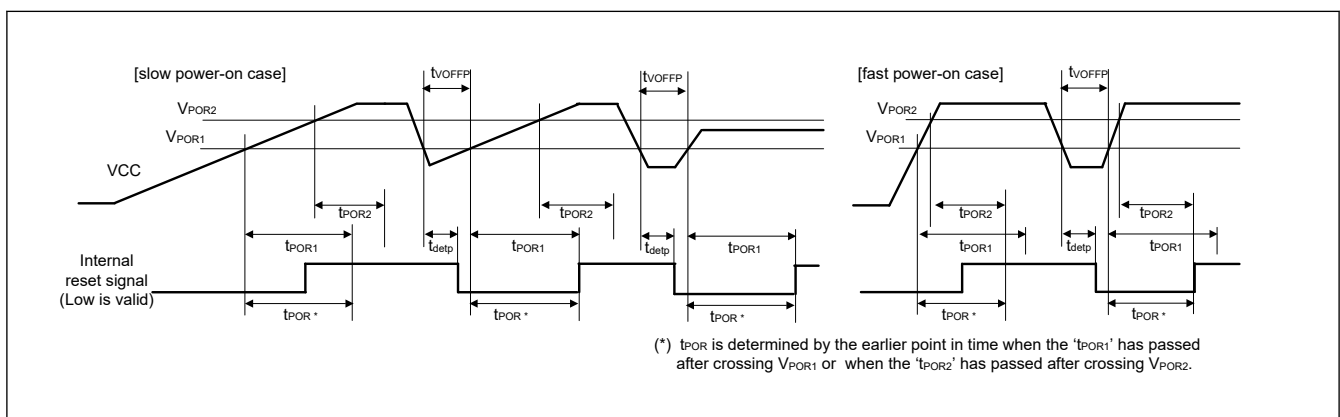 [slow power-on case]
tVOFFP
tVOFFP
[fast power-on case]
tVOFFP
VPOR2
VPOR1
VCC
VPOR2
VPOR1
tPOR2
tPOR2
tPOR2
tPOR2
tPOR1
tdetp
tPOR1
tdetp
tPOR1
tPOR1
tdetp
tPOR1
Internal
reset signal
(Low is valid)
tPOR *
tPOR *
tPOR *
tPOR *
tPOR *
(*) tPOR is determined by the earlier point in time when the ‘tPOR1’ has passed
after crossing VPOR1 or when the ‘tPOR2’ has passed after crossing VPOR2.